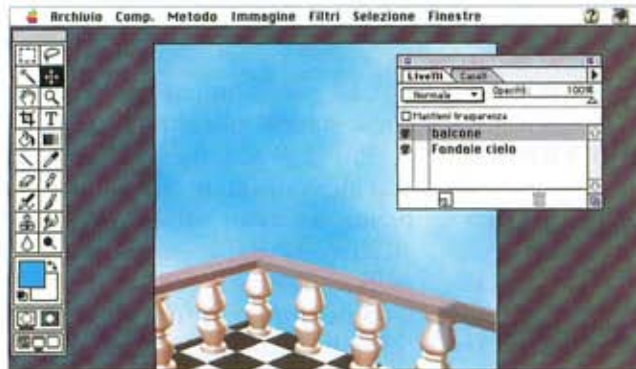 Archivio Comp. Metodo Immagine Filtri Selezione Finestre
Livelli Canali
Normale Opacità: 100%
Mantieni trasparenza
balcone
Fondale cielo
T